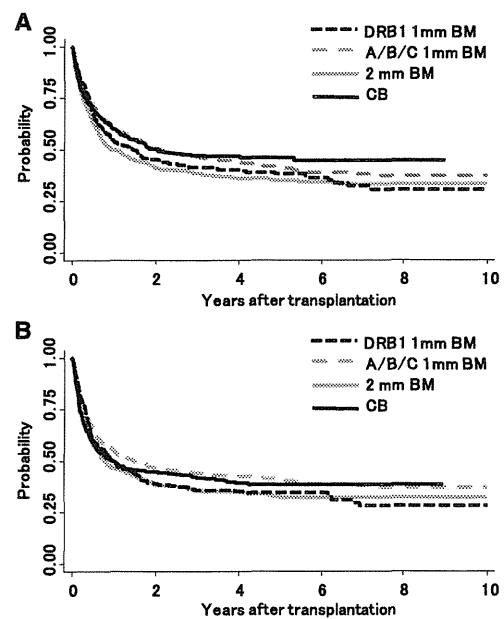 A
DRB1 1mm BM
A/B/C 1mm BM
2 mm BM
CB
Probability
1.00
0.75
0.50
0.25
0.00
0 2 4 6 8 10
Years after transplantation
B
DRB1 1mm BM
A/B/C 1mm BM
2 mm BM
CB
Probability
1.00
0.75
0.50
0.25
0.00
0 2 4 6 8 10
Years after transplantation